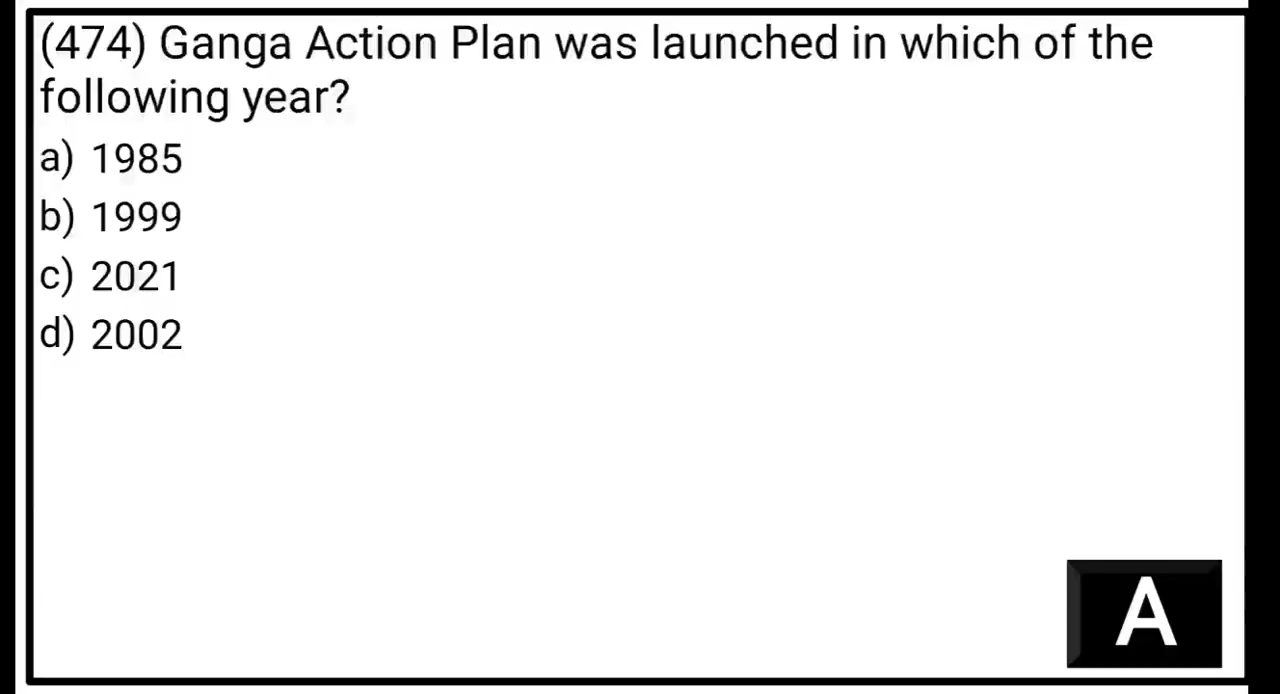 (474) Ganga Action Plan was launched in which of the
following year?
a) 1985
b) 1999
c) 2021
d) 2002
A